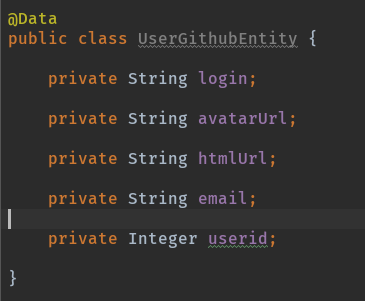 @Data
public class UserGithubEntity {
private String login;
private String avatarUrl;
private String htmlUrl;
private String email;
private Integer userid;
}